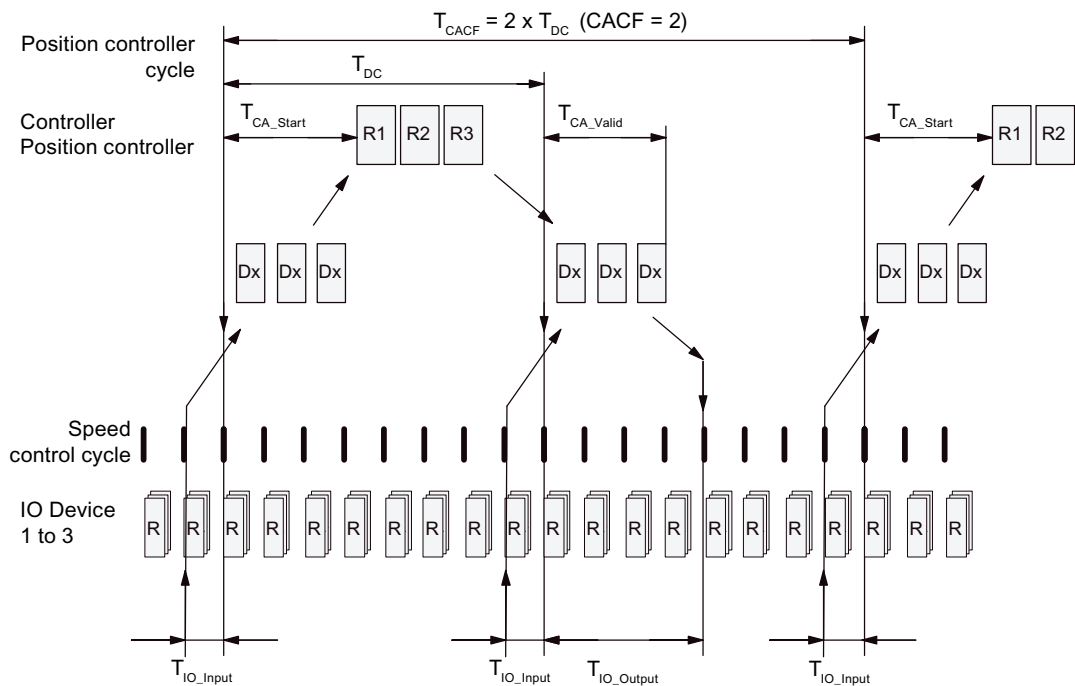 T_CACF = 2 x T_DC (CACF = 2)
Position controller
cycle
T_DC
T_CA_Start
T_CA_Valid
T_CA_Start
Controller
Position controller
R1 R2 R3
R1 R2
Dx Dx Dx
Dx Dx Dx
Dx Dx Dx
Speed
control cycle
IO Device
1 to 3
R R R R R R R R R R R R R R R R R R R R R
T_IO_Input
T_IO_Input
T_IO_Output
T_IO_Input